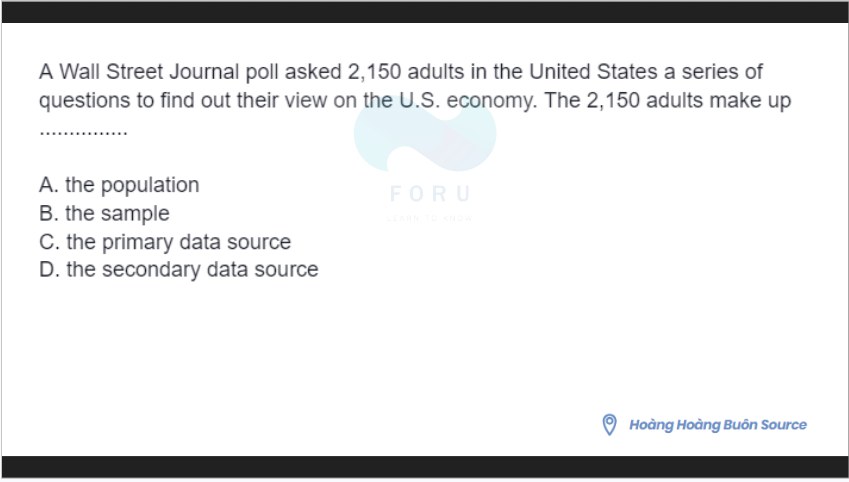 A Wall Street Journal poll asked 2,150 adults in the United States a series of
questions to find out their view on the U.S. economy. The 2,150 adults make up
...............
A. the population
B. the sample
C. the primary data source
D. the secondary data source
FORU
Hoàng Hoàng Buôn Source